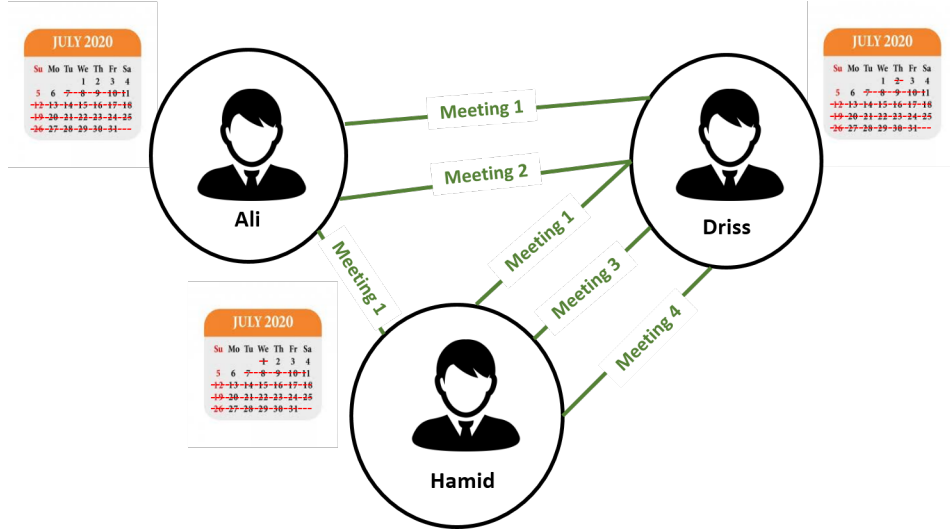 JULY 2020
Su Mo Tu We Th Fr Sa
1 2 3 4
5 6 7 8 9 10 11
12 13 14 15 16 17 18
19 20 21 22 23 24 25
26 27 28 29 30 31
Ali
Meeting 1
Meeting 2
JULY 2020
Su Mo Tu We Th Fr Sa
1 2 3 4
5 6 7 8 9 10 11
12 13 14 15 16 17 18
19 20 21 22 23 24 25
26 27 28 29 30 31
Driss
Meeting 1
Meeting 1
Meeting 3
Meeting 4
JULY 2020
Su Mo Tu We Th Fr Sa
1 2 3 4
5 6 7 8 9 10 11
12 13 14 15 16 17 18
19 20 21 22 23 24 25
26 27 28 29 30 31
Hamid